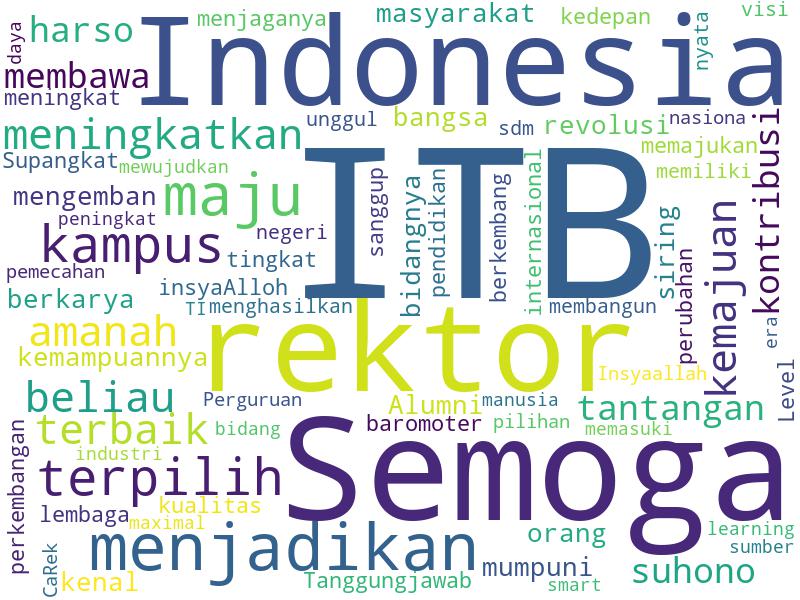 daya
harso
menjaganya
masyarakat
kedepan
visi
Indonesia
nyata
membawa
meningkat
meningkatkan
unggul
bangsa
sdm
revolusi
nasiona
Supangkat
mewujudkan
memajukan
memiliki
kontribusi
ITB
mengemban
maju
sanggup
bidangnya
pendidikan
berkembang
internasional
peningkat
kampus
negeri
siring
kemajuan
pemecahan
tingkat
perubahan
berkarya
insyaAlloh
TI
menghasilkan
membangun
era
amanah
rektor
kemampuannya
Insyaallah
Level
beliau
Perguruan
Alumni
manusia
tantangan
terbaik
bidang
baromoter
pilihan
memasuki
Semoga
perkembangan
industri
terpilih
lembaga
kualitas
maximal
menjadikan
orang
learning
sumber
CaRek
kenal
Tanggungjawab
mumpuni
smart
suhono